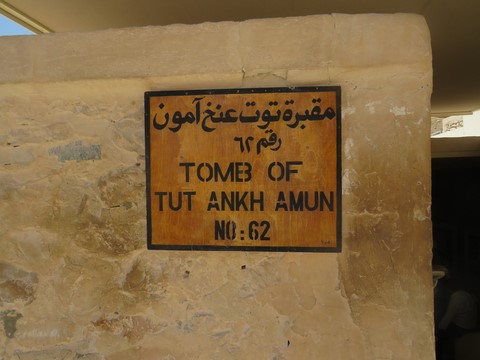 مقبرة توت عنخ آمون
رقم ٦٢
TOMB OF
TUT ANKH AMUN
NO:62